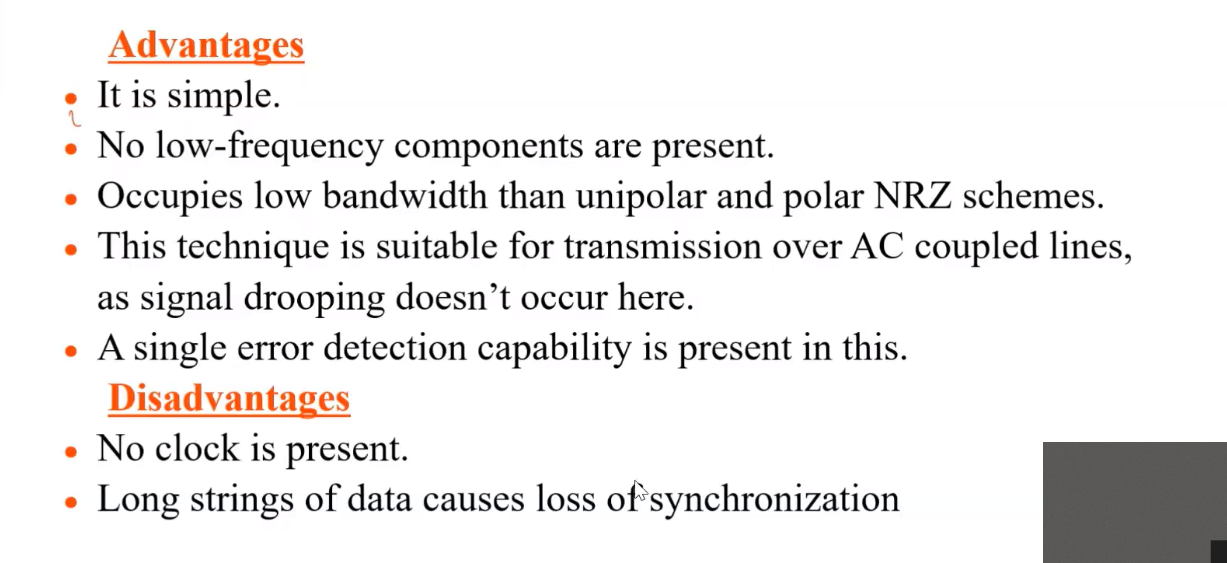 Advantages
• It is simple.
• No low-frequency components are present.
• Occupies low bandwidth than unipolar and polar NRZ schemes.
• This technique is suitable for transmission over AC coupled lines,
as signal drooping doesn’t occur here.
• A single error detection capability is present in this.
Disadvantages
• No clock is present.
• Long strings of data causes loss of synchronization